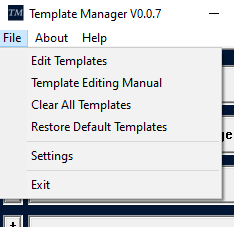 TM Template Manager V0.0.7
File About Help
Edit Templates
Template Editing Manual
Clear All Templates
Restore Default Templates
Settings
Exit
ge
+